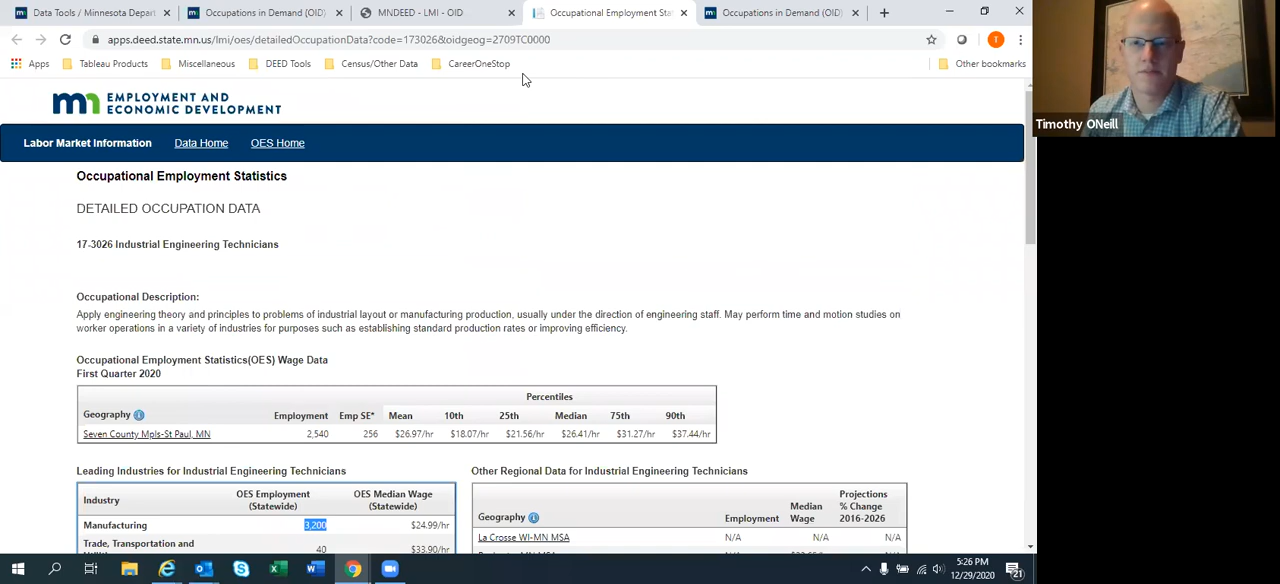 Data Tools / Minnesota Depart
Occupations in Demand (OID)
MNDEED - LMI - OID
Occupational Employment Sta
Occupations in Demand (OID)
apps.deed.state.mn.us/lmi/oes/detailedOccupationData?code=173026&oidgeog=2709TC0000
T
Apps
Tableau Products
Miscellaneous
DEED Tools
Census/Other Data
CareerOneStop
Other bookmarks
Timothy ONeill
mn EMPLOYMENT AND
ECONOMIC DEVELOPMENT
Labor Market Information Data Home OES Home
Occupational Employment Statistics
DETAILED OCCUPATION DATA
17-3026 Industrial Engineering Technicians
Occupational Description:
Apply engineering theory and principles to problems of industrial layout or manufacturing production, usually under the direction of engineering staff. May perform time and motion studies on
worker operations in a variety of industries for purposes such as establishing standard production rates or improving efficiency.
Occupational Employment Statistics(OES) Wage Data
First Quarter 2020
Percentiles
Geography Employment Emp SE* Mean 10th 25th Median 75th 90th
Seven County Mpls-St Paul, MN 2,540 256 $26.97/hr $18.07/hr $21.56/hr $26.41/hr $31.27/hr $37.44/hr
Leading Industries for Industrial Engineering Technicians
Industry OES Employment (Statewide) OES Median Wage (Statewide)
Manufacturing 3,200 $24.99/hr
Trade, Transportation and
40 $33.90/hr
Other Regional Data for Industrial Engineering Technicians
Geography Employment Median Wage Projections % Change 2016-2026
La Crosse WI-MN MSA N/A N/A N/A
5:26 PM
12/29/2020
21